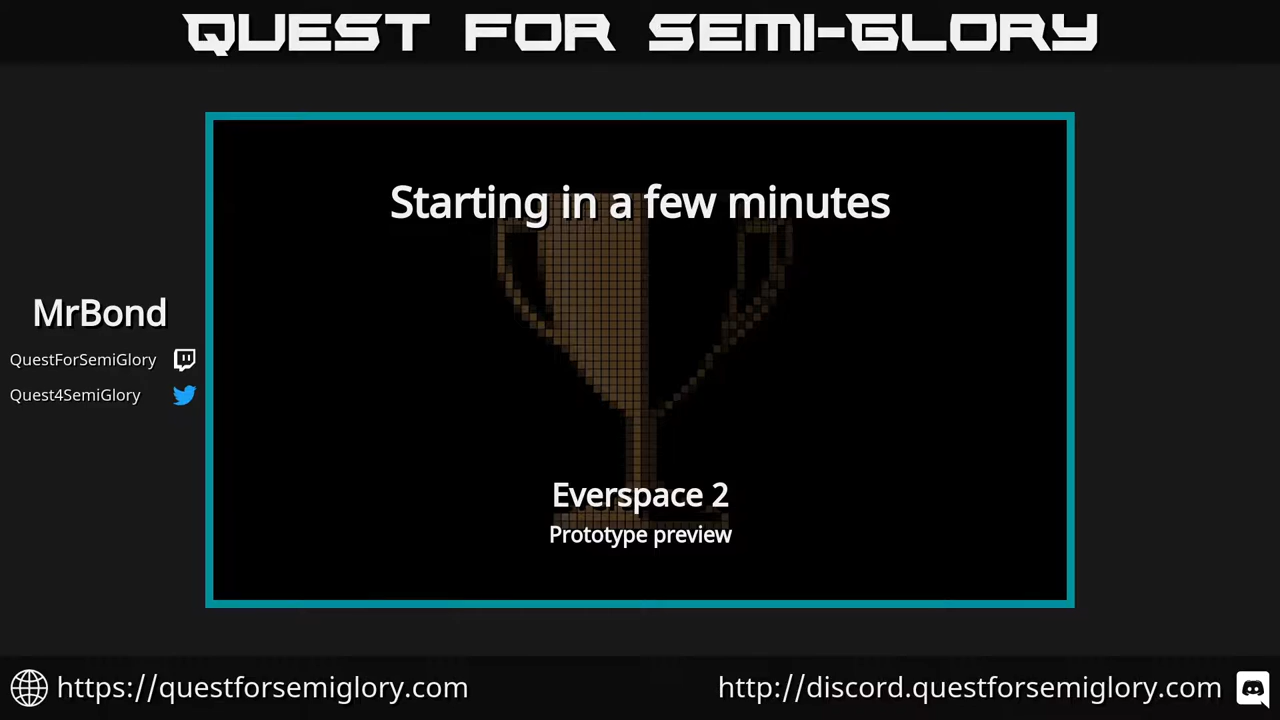 QUEST FOR SEMI-GLORY
Starting in a few minutes
MrBond
QuestForSemiGlory
Quest4SemiGlory
Everspace 2
Prototype preview
https://questforsemiglory.com
http://discord.questforsemiglory.com